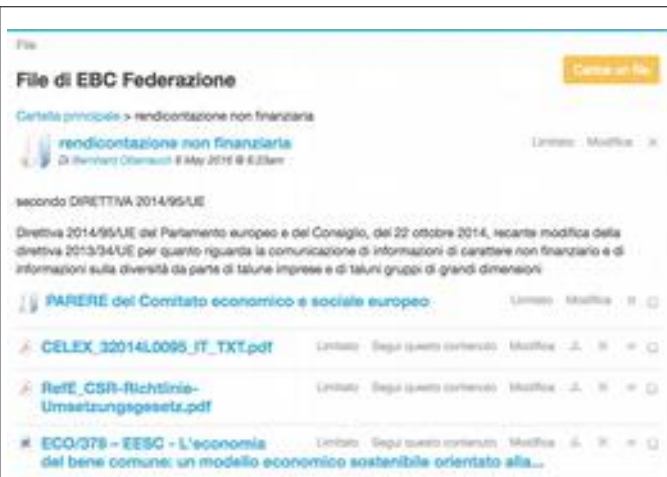 File
File di EBC Federazione
Carica un file
Cartella principale > rendicontazione non finanziaria
rendicontazione non finanziaria
Limitato Modifica
Di Bernhard Oberrauch 6 May 2016 @ 6:23am
secondo DIRETTIVA 2014/95/UE
Direttiva 2014/95/UE del Parlamento europeo e del Consiglio, del 22 ottobre 2014, recante modifica della
direttiva 2013/34/UE per quanto riguarda la comunicazione di informazioni di carattere non finanziario e di
informazioni sulla diversità da parte di talune imprese e di taluni gruppi di grandi dimensioni
PARERE del Comitato economico e sociale europeo Limitato Modifica
CELEX_32014L0095_IT_TXT.pdf Limitato Segui questo contenuto Modifica
RefE_CSR-Richtlinie- Limitato Segui questo contenuto Modifica
Umsetzungsgesetz.pdf
ECO/378 – EESC - L'economia Limitato Segui questo contenuto Modifica
del bene comune: un modello economico sostenibile orientato alla...